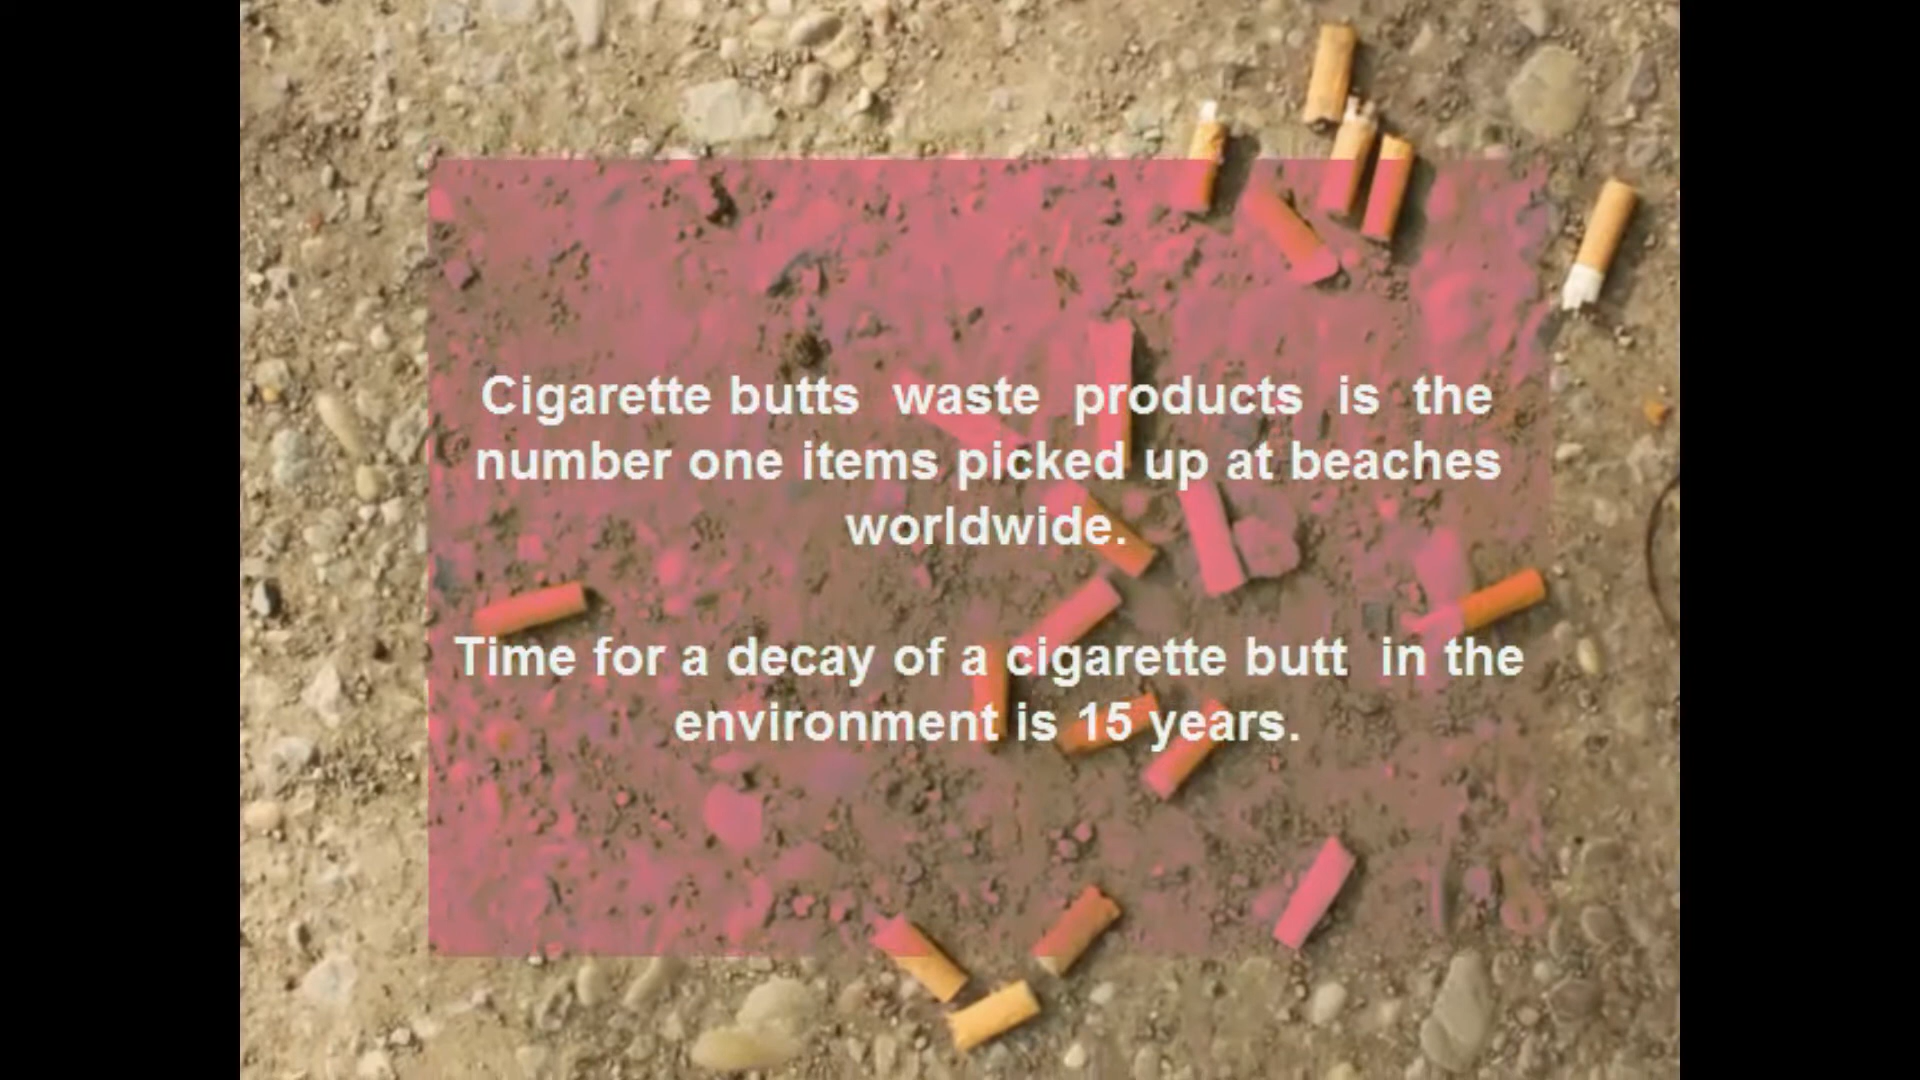 Cigarette butts waste products is the
number one items picked up at beaches
worldwide.
Time for a decay of a cigarette butt in the
environment is 15 years.